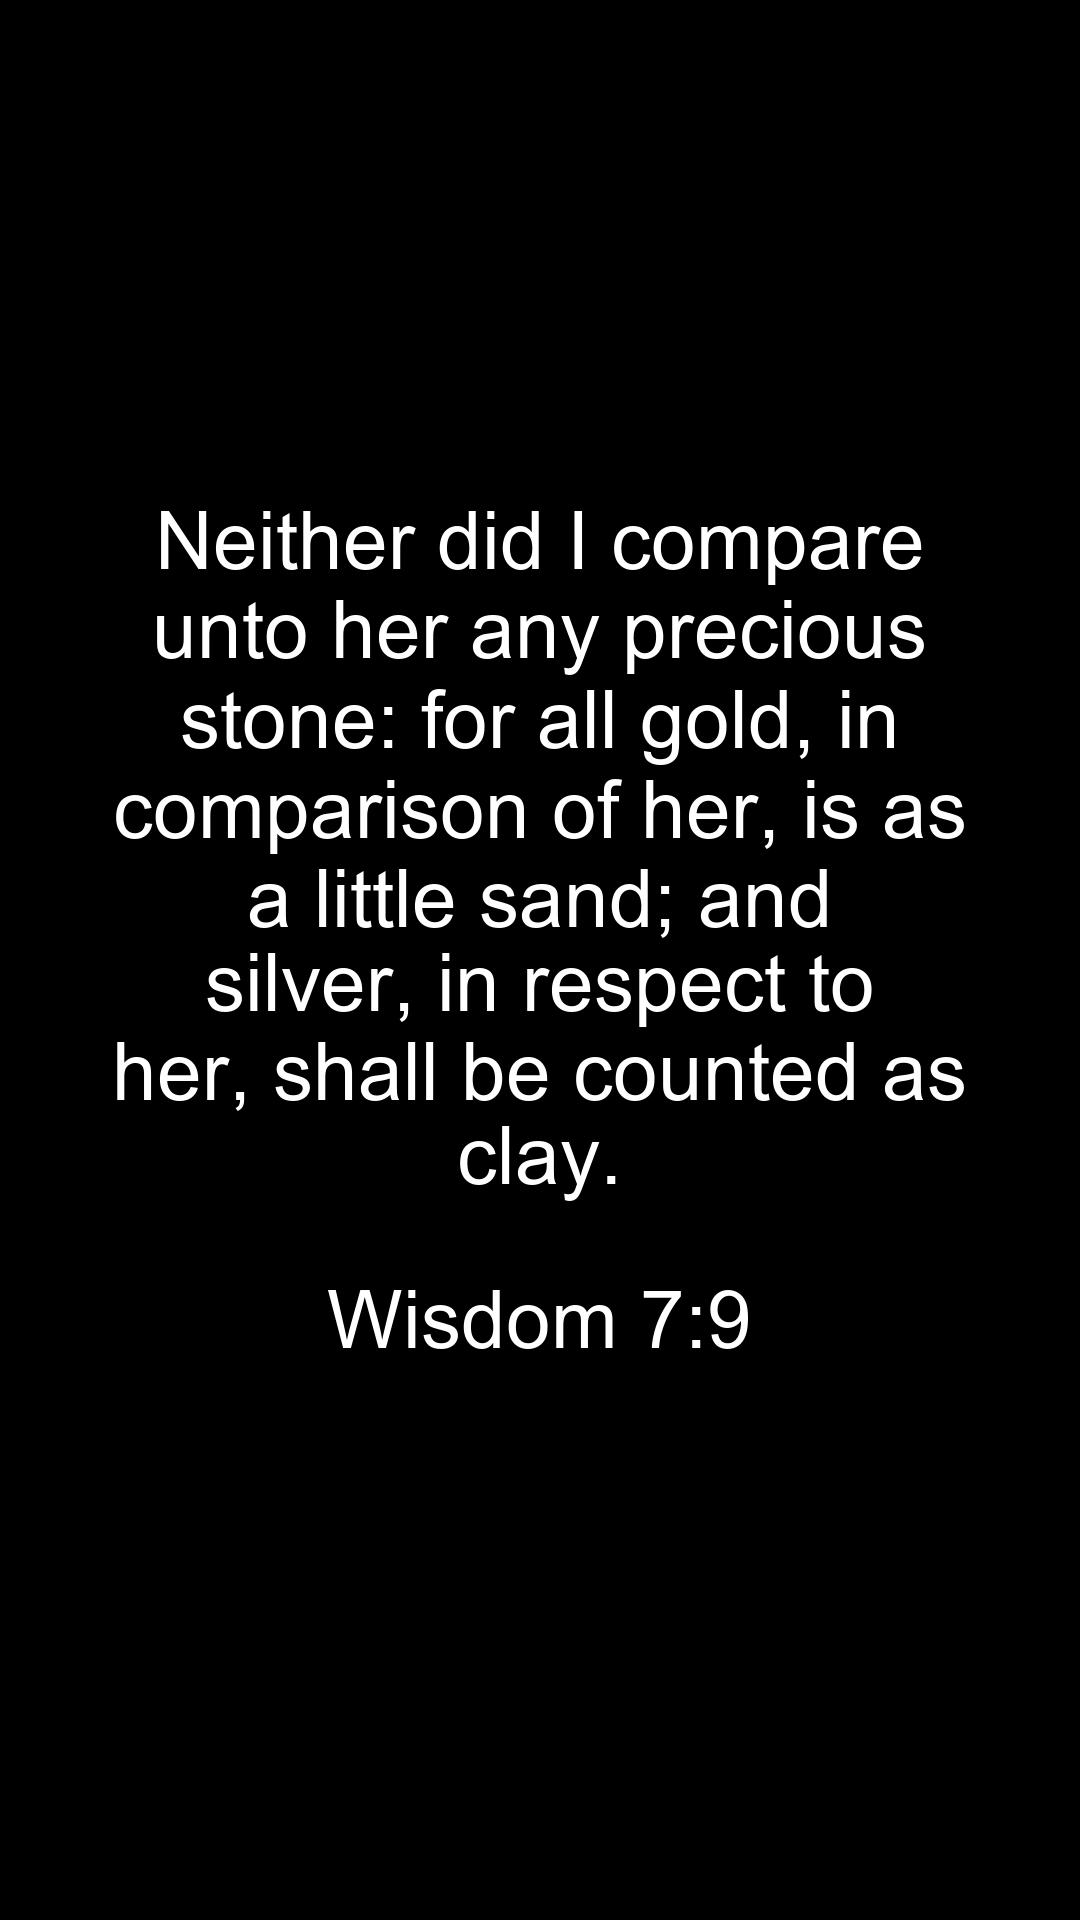 Neither did I compare
unto her any precious
stone: for all gold, in
comparison of her, is as
a little sand; and
silver, in respect to
her, shall be counted as
clay.
Wisdom 7:9